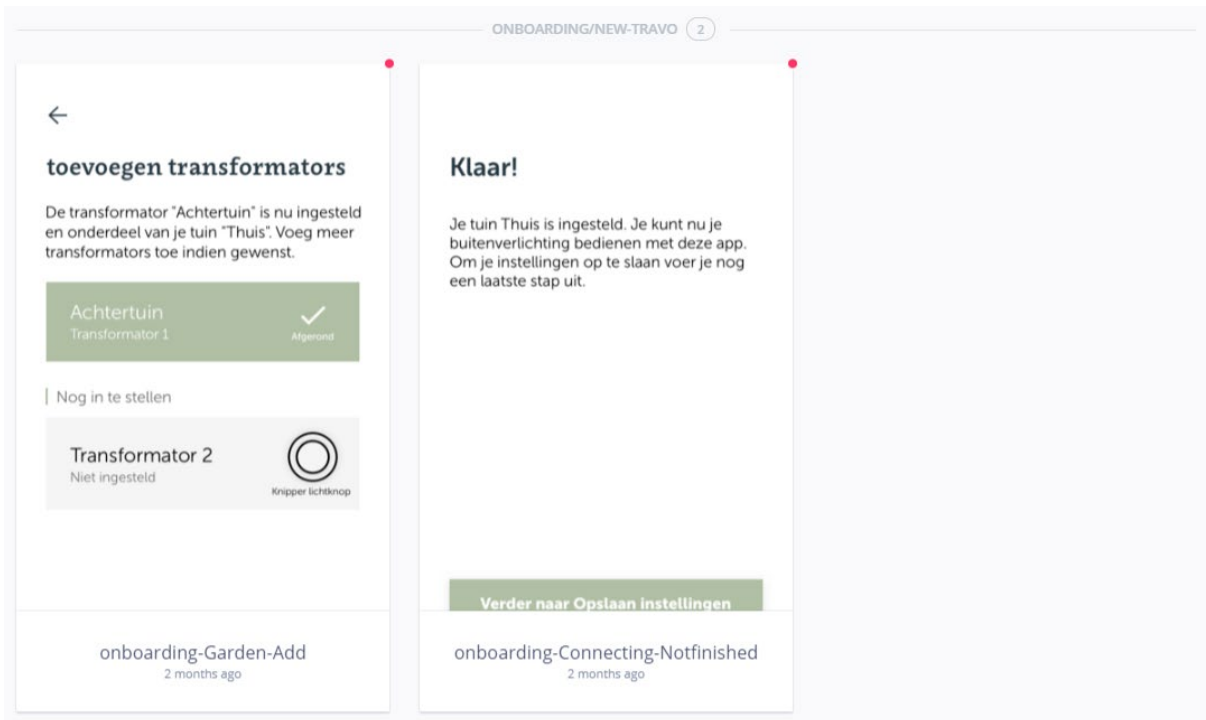 ONBOARDING/NEW-TRAVO 2
toevoegen transformators
De transformator "Achtertuin" is nu ingesteld
en onderdeel van je tuin "Thuis". Voeg meer
transformators toe indien gewenst.
Achtertuin
Transformator 1
Afgerond
Nog in te stellen
Transformator 2
Niet ingesteld
Knipper lichtknop
onboarding-Garden-Add
2 months ago
Klaar!
Je tuin Thuis is ingesteld. Je kunt nu je
buitenverlichting bedienen met deze app.
Om je instellingen op te slaan voer je nog
een laatste stap uit.
Verder naar Opslaan instellingen
onboarding-Connecting-Notfinished
2 months ago